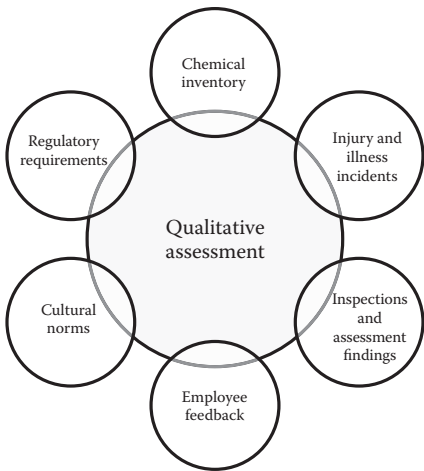 Chemical
inventory
Regulatory
requirements
Injury and
illness
incidents
Qualitative
assessment
Cultural
norms
Inspections
and
assessment
findings
Employee
feedback